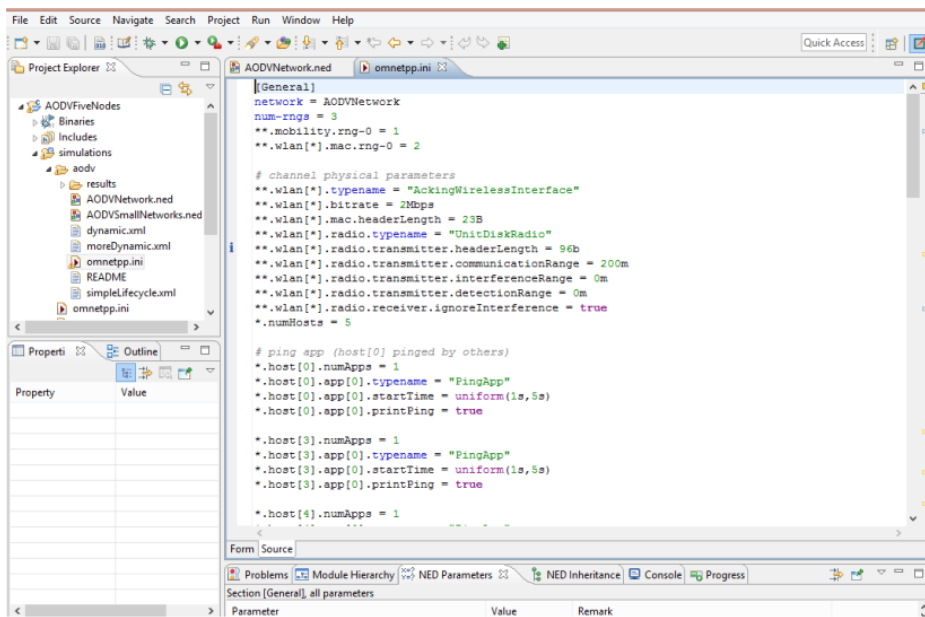 File Edit Source Navigate Search Project Run Window Help
Quick Access
Project Explorer
AODVFiveNodes
Binaries
Includes
simulations
aodv
results
AODVNetwork.ned
AODVSmallNetworks.ned
dynamic.xml
moreDynamic.xml
omnetpp.ini
README
simpleLifecycle.xml
omnetpp.ini
Properti Outline
Property Value
AODVNetwork.ned omnetpp.ini
[General]
network = AODVNetwork
num-rngs = 3
**.mobility.rng-0 = 1
**.wlan[*].mac.rng-0 = 2
# channel physical parameters
**.wlan[*].typename = "AckingWirelessInterface"
**.wlan[*].bitrate = 2Mbps
**.wlan[*].mac.headerLength = 23B
**.wlan[*].radio.typename = "UnitDiskRadio"
**.wlan[*].radio.transmitter.headerLength = 96b
**.wlan[*].radio.transmitter.communicationRange = 200m
**.wlan[*].radio.transmitter.interferenceRange = 0m
**.wlan[*].radio.transmitter.detectionRange = 0m
**.wlan[*].radio.receiver.ignoreInterference = true
*.numHosts = 5
# ping app (host[0] pinged by others)
*.host[0].numApps = 1
*.host[0].app[0].typename = "PingApp"
*.host[0].app[0].startTime = uniform(1s,5s)
*.host[0].app[0].printPing = true
*.host[3].numApps = 1
*.host[3].app[0].typename = "PingApp"
*.host[3].app[0].startTime = uniform(1s,5s)
*.host[3].app[0].printPing = true
*.host[4].numApps = 1
Form Source
Problems Module Hierarchy NED Parameters NED Inheritance Console Progress
Section [General], all parameters
Parameter Value Remark